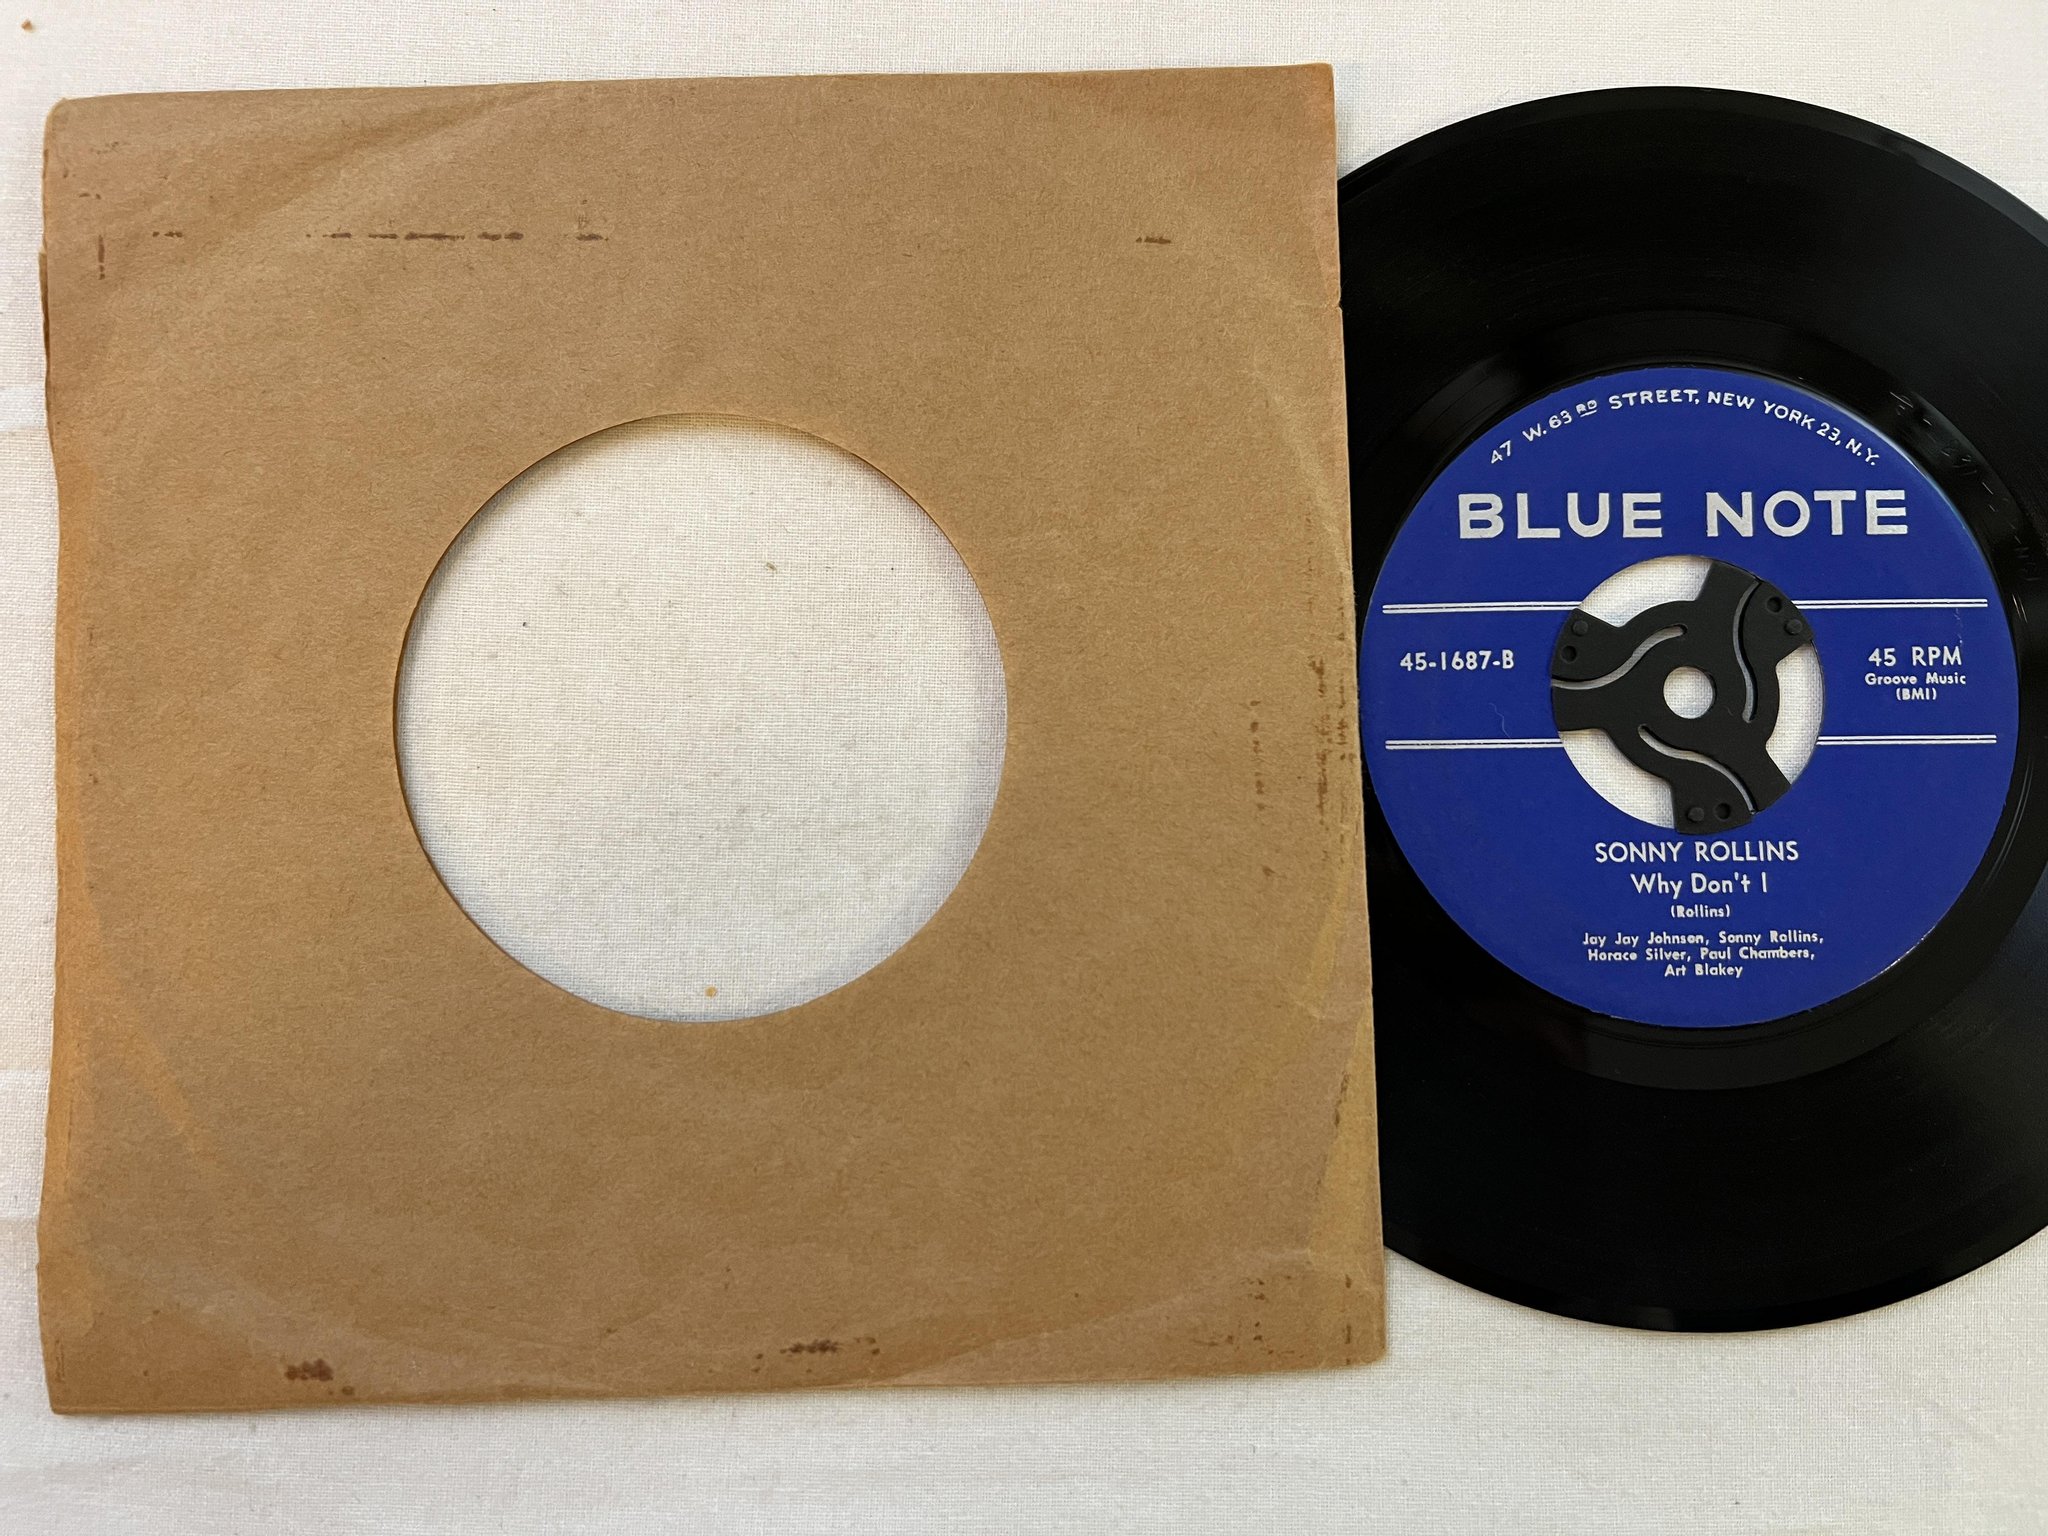 47 W. 63RD STREET, NEW YORK 23, N.Y.
BLUE NOTE
45-1687-B
45 RPM
Groove Music
(BMI)
SONNY ROLLINS
Why Don't I
(Rollins)
Jay Jay Johnson, Sonny Rollins,
Horace Silver, Paul Chambers,
Art Blakey